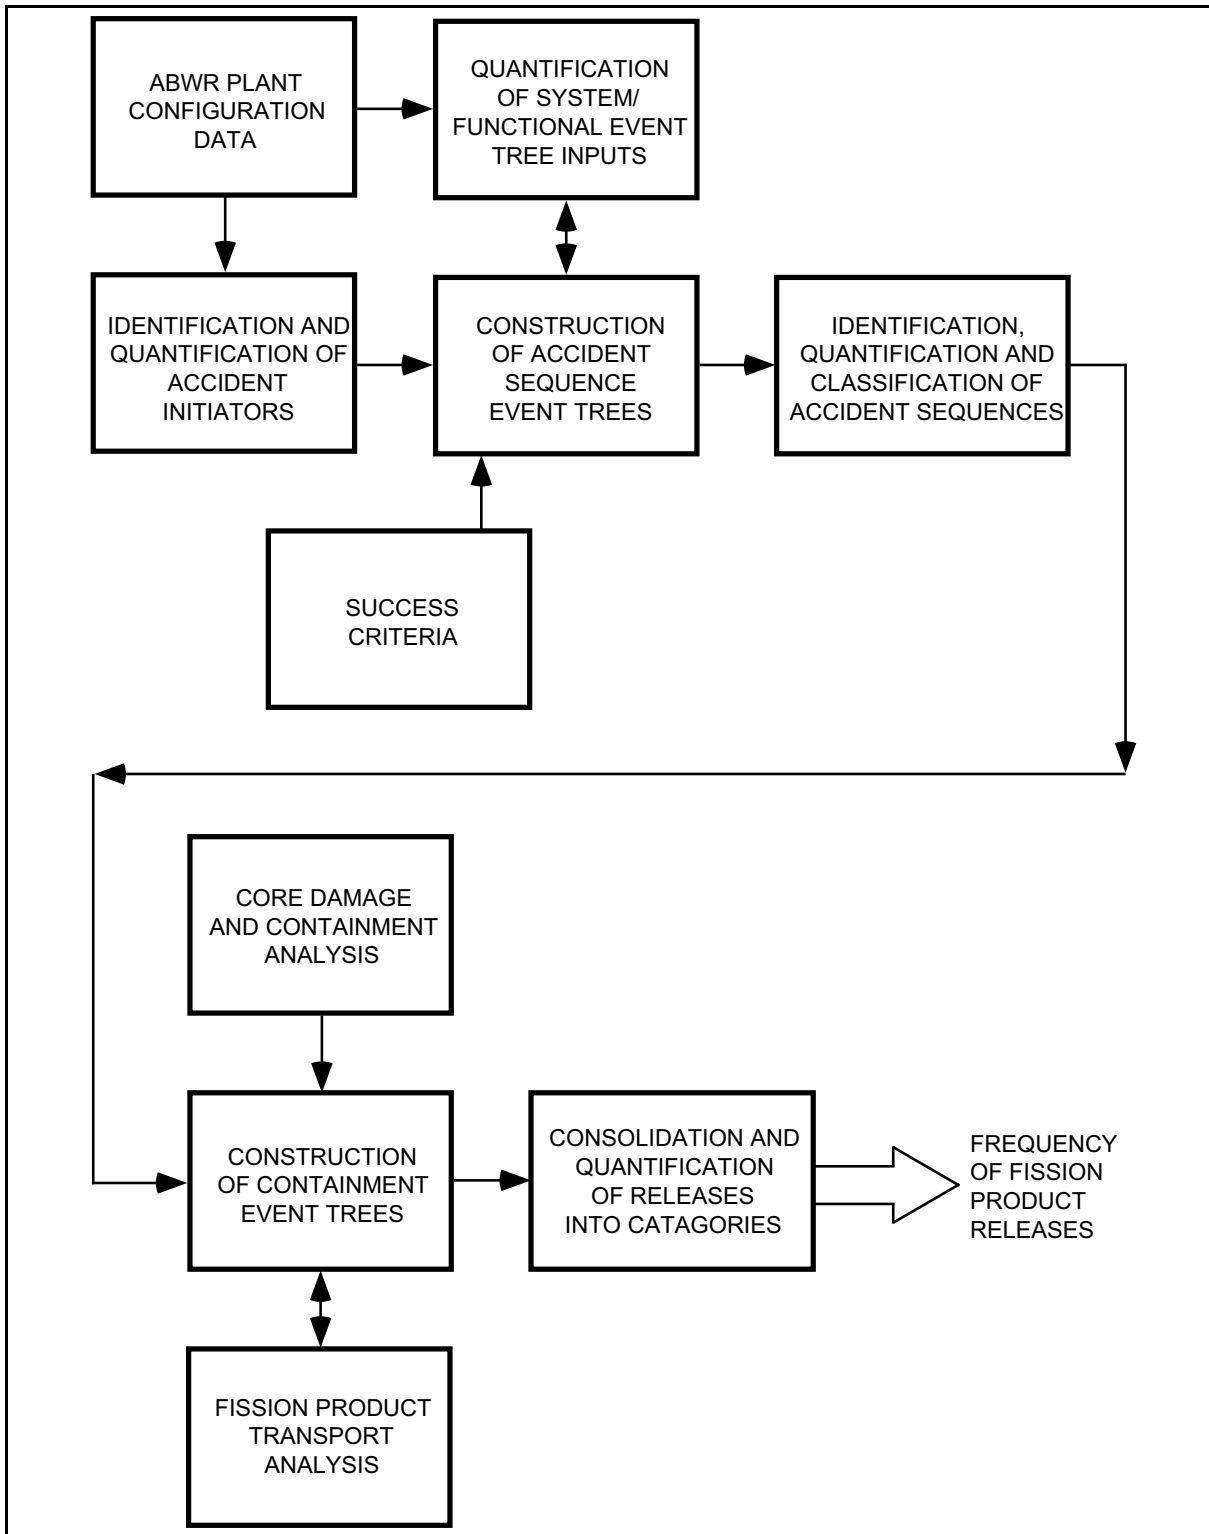 ABWR PLANT
CONFIGURATION
DATA
QUANTIFICATION
OF SYSTEM/
FUNCTIONAL EVENT
TREE INPUTS
IDENTIFICATION AND
QUANTIFICATION OF
ACCIDENT
INITIATORS
CONSTRUCTION
OF ACCIDENT
SEQUENCE
EVENT TREES
IDENTIFICATION,
QUANTIFICATION AND
CLASSIFICATION OF
ACCIDENT SEQUENCES
SUCCESS
CRITERIA
CORE DAMAGE
AND CONTAINMENT
ANALYSIS
CONSTRUCTION
OF CONTAINMENT
EVENT TREES
CONSOLIDATION AND
QUANTIFICATION
OF RELEASES
INTO CATAGORIES
FREQUENCY
OF FISSION
PRODUCT
RELEASES
FISSION PRODUCT
TRANSPORT
ANALYSIS